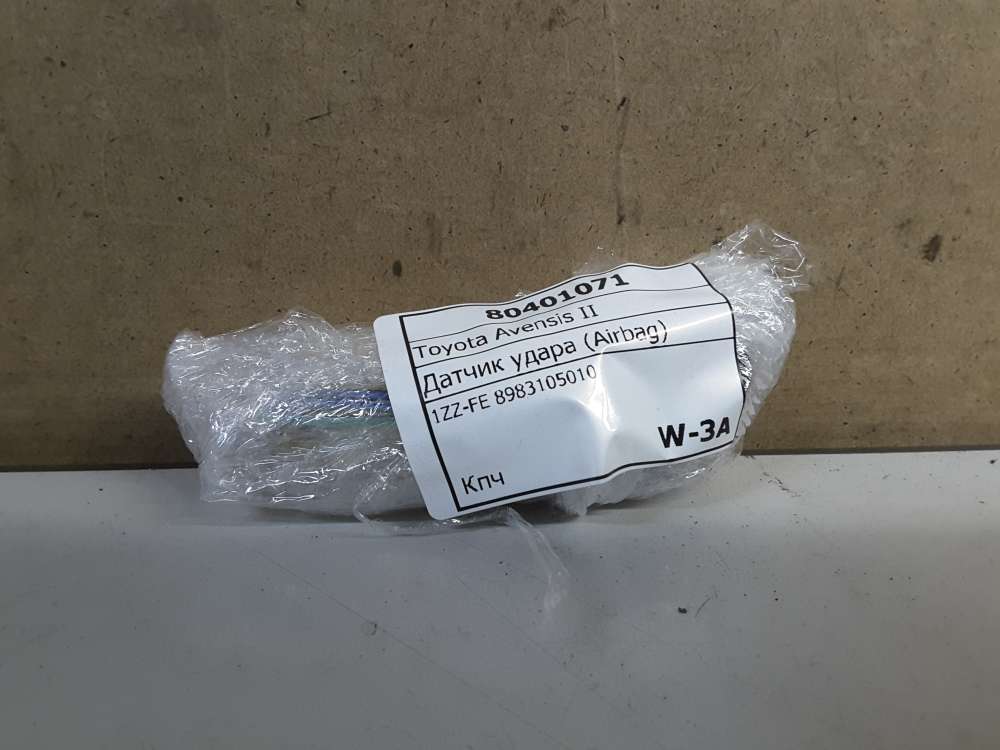 80401071
Toyota Avensis II
Датчик удара (Airbag)
1ZZ-FE 8983105010
W-3A
Кпч